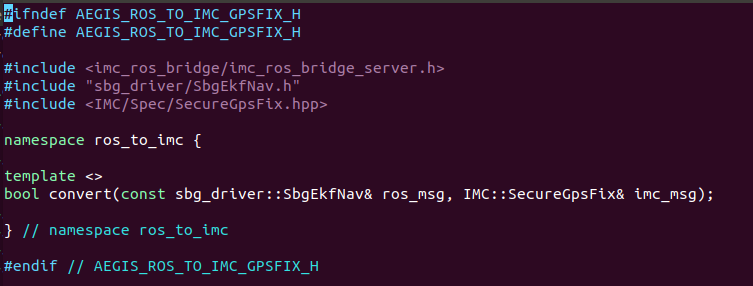 #ifndef AEGIS_ROS_TO_IMC_GPSFIX_H
#define AEGIS_ROS_TO_IMC_GPSFIX_H
#include <imc_ros_bridge/imc_ros_bridge_server.h>
#include "sbg_driver/SbgEkfNav.h"
#include <IMC/Spec/SecureGpsFix.hpp>
namespace ros_to_imc {
template <>
bool convert(const sbg_driver::SbgEkfNav& ros_msg, IMC::SecureGpsFix& imc_msg);
} // namespace ros_to_imc
#endif // AEGIS_ROS_TO_IMC_GPSFIX_H